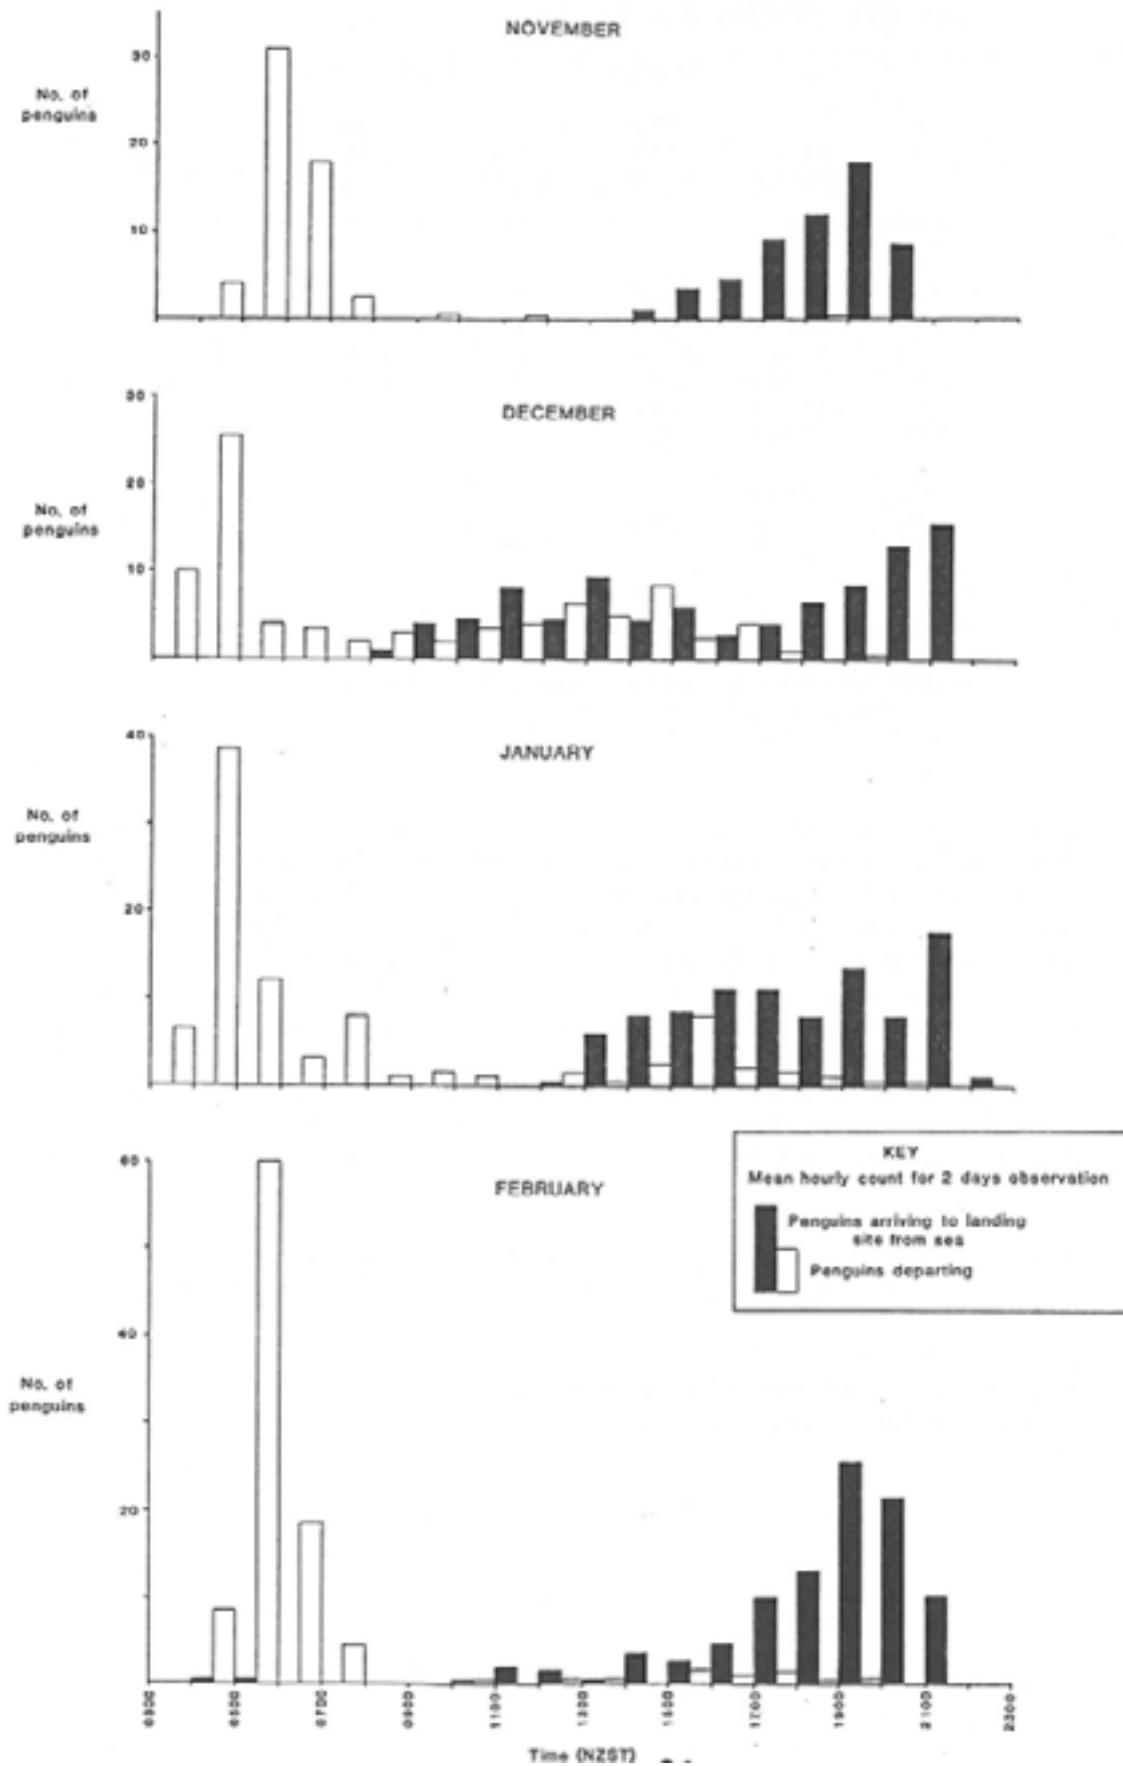 NOVEMBER
No. of
penguins
30
20
10
DECEMBER
No. of
penguins
30
20
10
JANUARY
No. of
penguins
40
20
FEBRUARY
No. of
penguins
60
40
20
KEY
Mean hourly count for 2 days observation
Penguins arriving to landing
site from sea
Penguins departing
0700
0900
1100
1300
1500
1700
1900
2100
2300
Time (NZST)